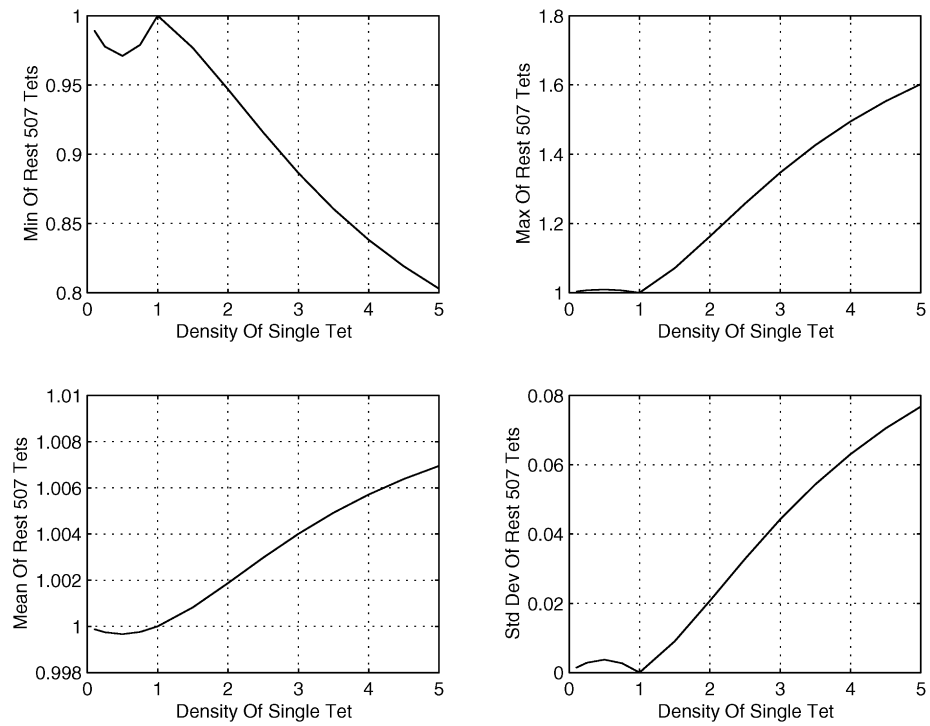 Min Of Rest 507 Tets
1
0.95
0.9
0.85
0.8
0 1 2 3 4 5
Density Of Single Tet
Max Of Rest 507 Tets
1.8
1.6
1.4
1.2
1
0 1 2 3 4 5
Density Of Single Tet
Mean Of Rest 507 Tets
1.01
1.008
1.006
1.004
1.002
1
0.998
0 1 2 3 4 5
Density Of Single Tet
Std Dev Of Rest 507 Tets
0.08
0.06
0.04
0.02
0
0 1 2 3 4 5
Density Of Single Tet